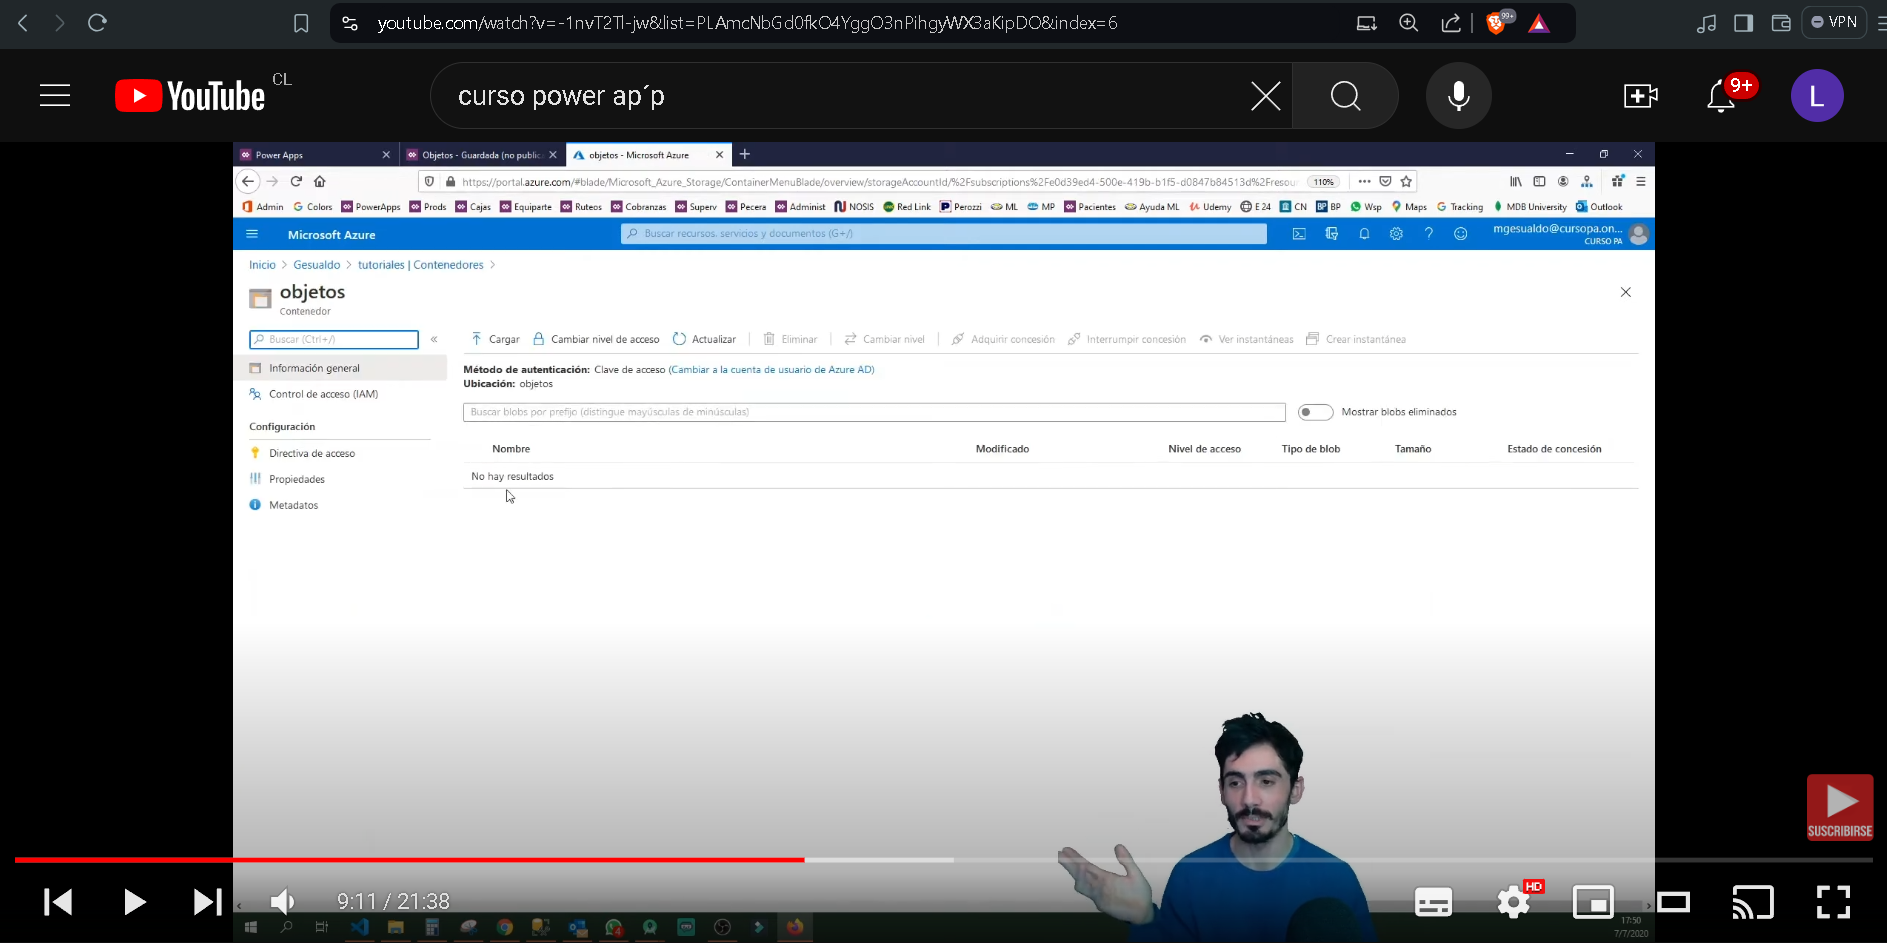 youtube.com/watch?v=-1nvT2Tl-jw&list=PLAmcNbGd0fkO4YggO3nPihgyWX3aKipDO&index=6
99+
VPN
YouTube CL
curso power ap´p
9+
L
Power Apps
Objetos - Guardada (no public
objetos - Microsoft Azure
https://portal.azure.com/#blade/Microsoft_Azure_Storage/ContainerMenuBlade/overview/storageAccountId/%2Fsubscriptions%2Fe0d39ed4-500e-419b-b1f5-d0847b84513d%2Fresou
110%
Admin Colors PowerApps Prods Cajas Equiparte Ruteos Cobranzas Superv Pecera Administ NOSIS Red Link Perozzi ML MP Pacientes Ayuda ML Udemy E 24 CN BP BP Wsp Maps Tracking MDB University Outlook
Microsoft Azure
Buscar recursos, servicios y documentos (G+/)
mgesualdo@cursopa.on...
CURSO PA
Inicio > Gesualdo > tutoriales | Contenedores >
objetos
Contenedor
Buscar (Ctrl+/)
«
Cargar Cambiar nivel de acceso Actualizar Eliminar Cambiar nivel Adquirir concesión Interrumpir concesión Ver instantáneas Crear instantánea
Información general
Control de acceso (IAM)
Configuración
Directiva de acceso
Propiedades
Metadatos
Método de autenticación: Clave de acceso (Cambiar a la cuenta de usuario de Azure AD)
Ubicación: objetos
Buscar blobs por prefijo (distingue mayúsculas de minúsculas)
Mostrar blobs eliminados
Nombre Modificado Nivel de acceso Tipo de blob Tamaño Estado de concesión
No hay resultados
SUSCRIBIRSE
9:11 / 21:38
HD
17:50
7/7/2020